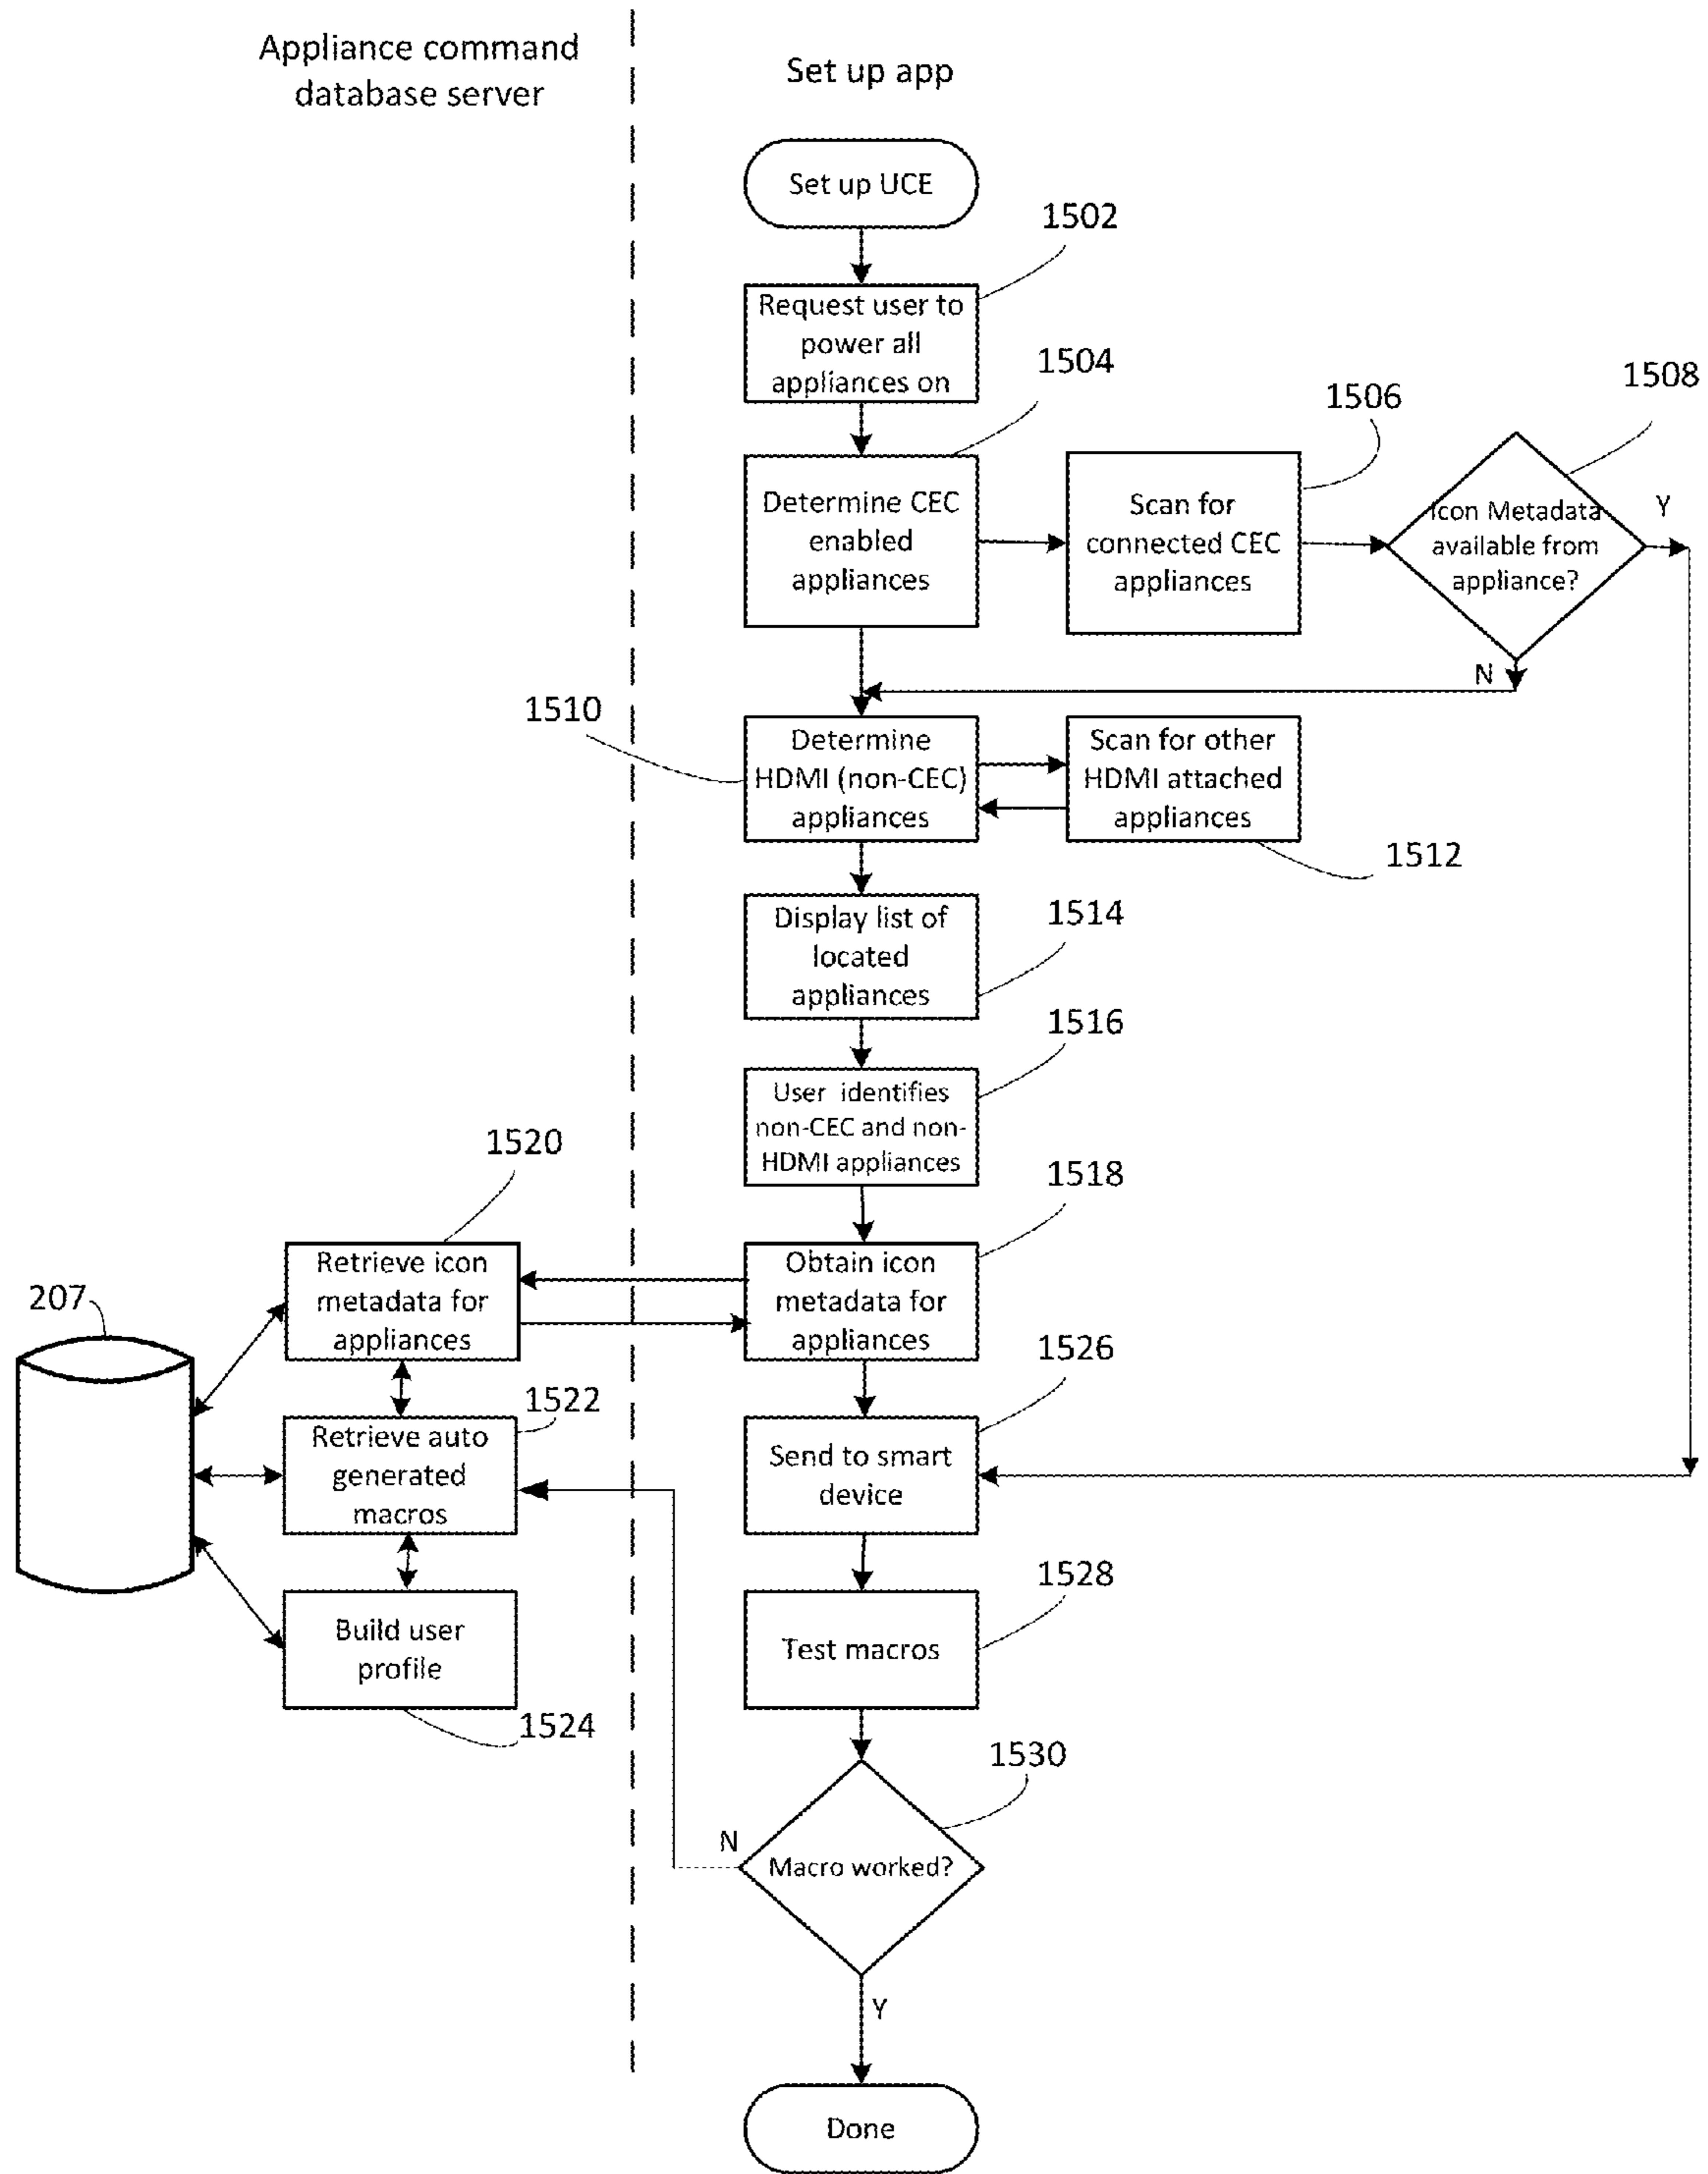 Appliance command
database server
Set up app
Set up UCE
1502
Request user to
power all
appliances on
1504
1506
1508
Determine CEC
enabled
appliances
Scan for
connected CEC
appliances
Icon Metadata
available from
appliance?
Y
N
1510
Determine
HDMI (non-CEC)
appliances
Scan for other
HDMI attached
appliances
1512
Display list of
located
appliances
1514
1516
User identifies
non-CEC and non-
HDMI appliances
1520
1518
207
Retrieve icon
metadata for
appliances
Obtain icon
metadata for
appliances
1526
1522
Retrieve auto
generated
macros
Send to smart
device
1528
Build user
profile
Test macros
1524
1530
N
Macro worked?
Y
Done